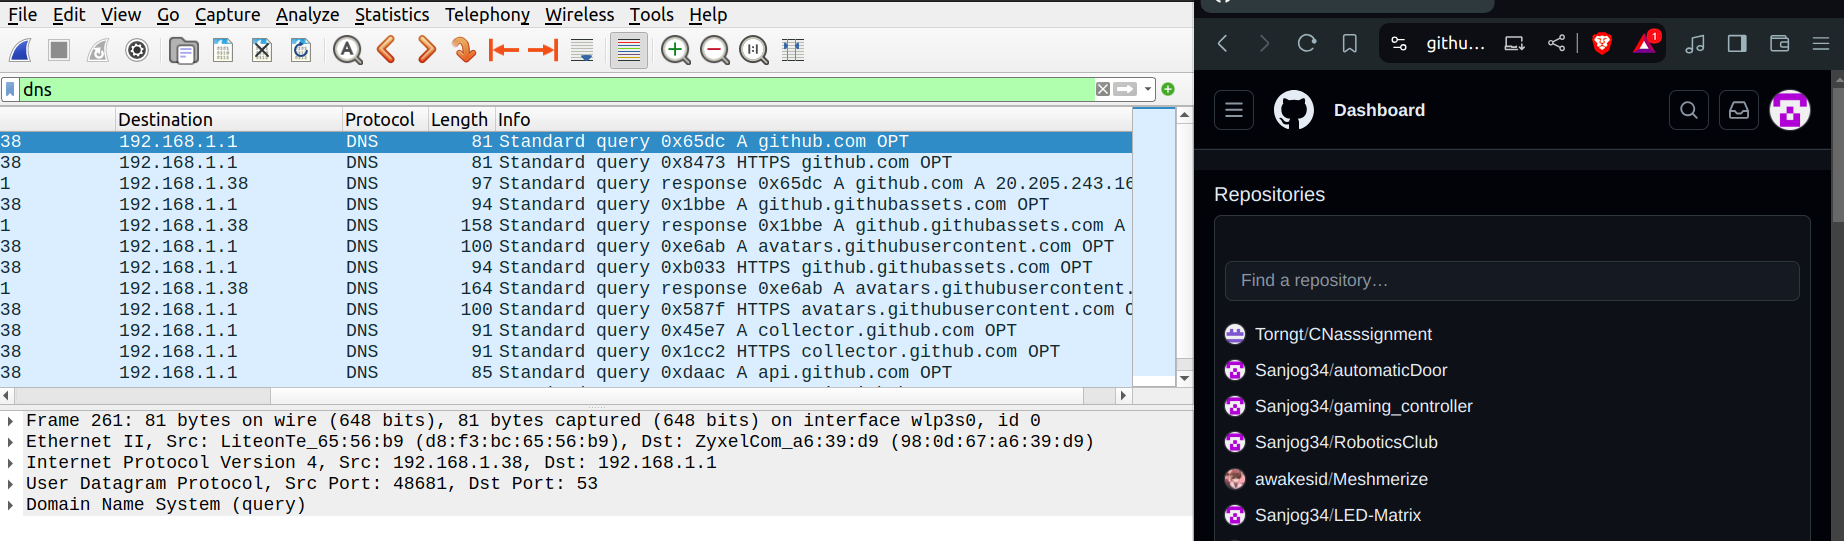 File Edit View Go Capture Analyze Statistics Telephony Wireless Tools Help
dns
Destination Protocol Length Info
38 192.168.1.1 DNS 81 Standard query 0x65dc A github.com OPT
38 192.168.1.1 DNS 81 Standard query 0x8473 HTTPS github.com OPT
1 192.168.1.38 DNS 97 Standard query response 0x65dc A github.com A 20.205.243.16
38 192.168.1.1 DNS 94 Standard query 0x1bbe A github.githubassets.com OPT
1 192.168.1.38 DNS 158 Standard query response 0x1bbe A github.githubassets.com A
38 192.168.1.1 DNS 100 Standard query 0xe6ab A avatars.githubusercontent.com OPT
38 192.168.1.1 DNS 94 Standard query 0xb033 HTTPS github.githubassets.com OPT
1 192.168.1.38 DNS 164 Standard query response 0xe6ab A avatars.githubusercontent.
38 192.168.1.1 DNS 100 Standard query 0x587f HTTPS avatars.githubusercontent.com O
38 192.168.1.1 DNS 91 Standard query 0x45e7 A collector.github.com OPT
38 192.168.1.1 DNS 91 Standard query 0x1cc2 HTTPS collector.github.com OPT
38 192.168.1.1 DNS 85 Standard query 0xdaac A api.github.com OPT
Frame 261: 81 bytes on wire (648 bits), 81 bytes captured (648 bits) on interface wlp3s0, id 0
Ethernet II, Src: LiteonTe_65:56:b9 (d8:f3:bc:65:56:b9), Dst: ZyxelCom_a6:39:d9 (98:0d:67:a6:39:d9)
Internet Protocol Version 4, Src: 192.168.1.38, Dst: 192.168.1.1
User Datagram Protocol, Src Port: 48681, Dst Port: 53
Domain Name System (query)
githu...
1
Dashboard
Repositories
Find a repository…
Torngt/CNasssignment
Sanjog34/automaticDoor
Sanjog34/gaming_controller
Sanjog34/RoboticsClub
awakesid/Meshmerize
Sanjog34/LED-Matrix